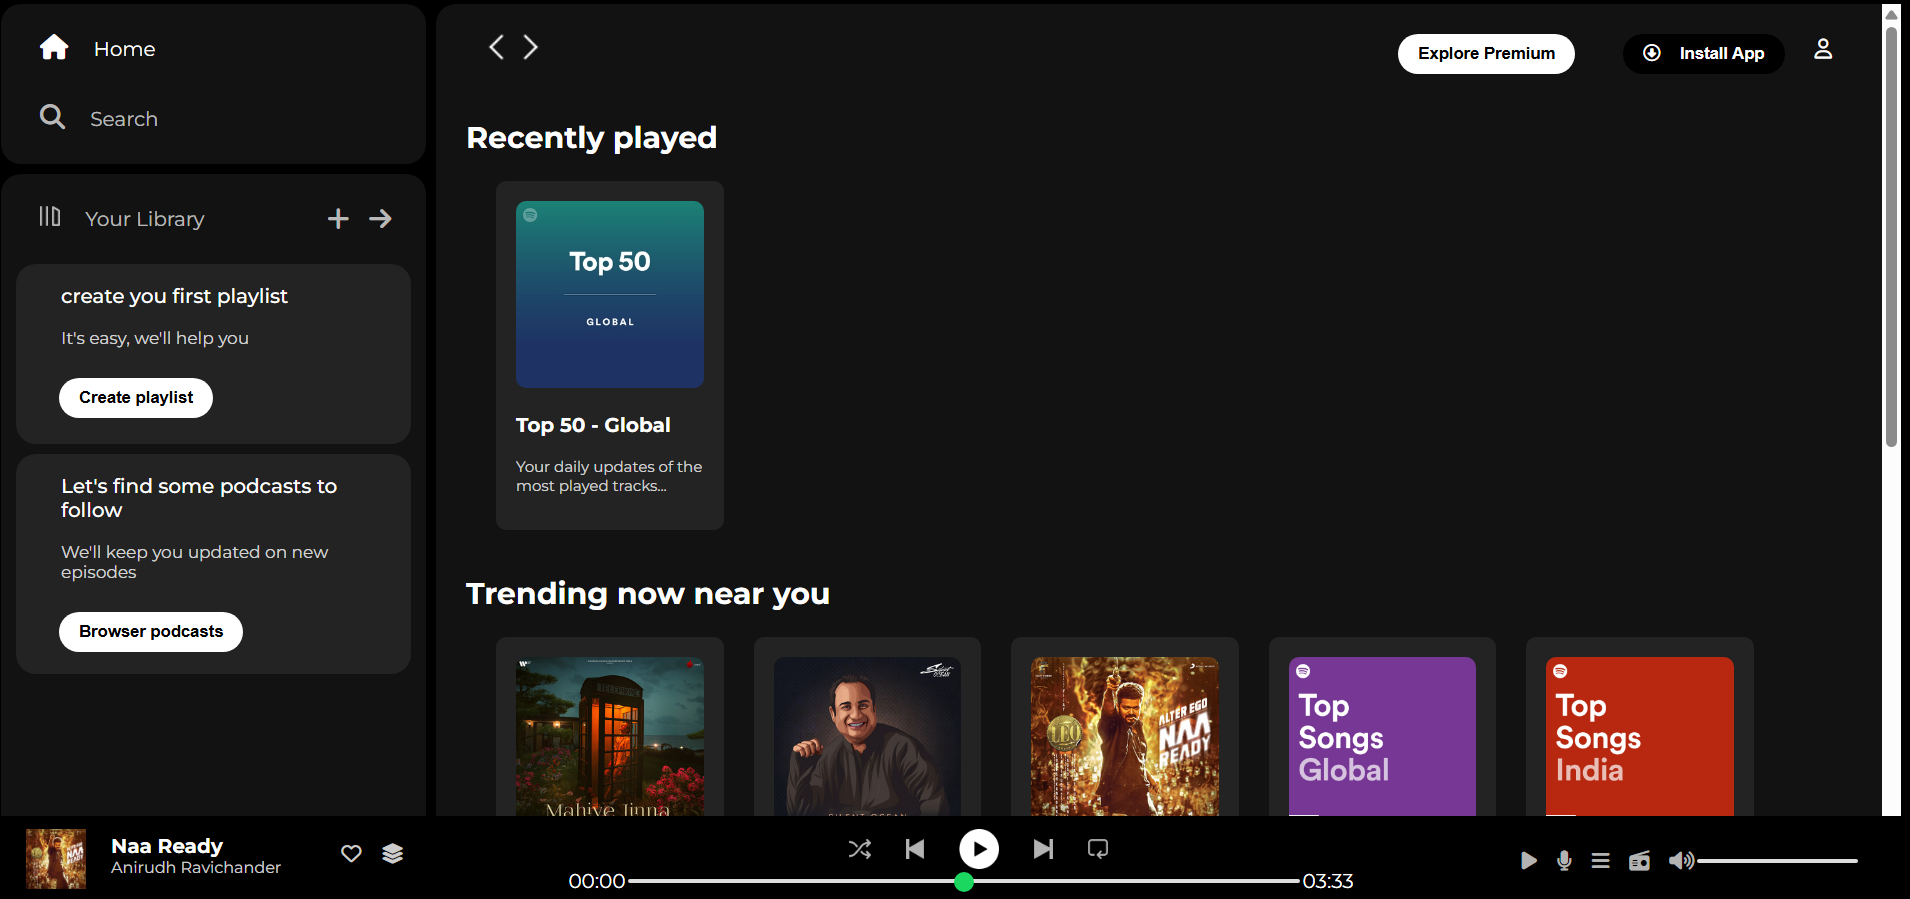 Home
Search
Your Library
create you first playlist
It's easy, we'll help you
Create playlist
Let's find some podcasts to
follow
We'll keep you updated on new
episodes
Browser podcasts
Explore Premium
Install App
Recently played
Top 50
GLOBAL
Top 50 - Global
Your daily updates of the
most played tracks...
Trending now near you
Mahiye Jinna
Silent
OCEAN
SILENT OCEAN
LEO
ALTER EGO
NAA
READY
Top
Songs
Global
Top
Songs
India
Naa Ready
Anirudh Ravichander
00:00
03:33